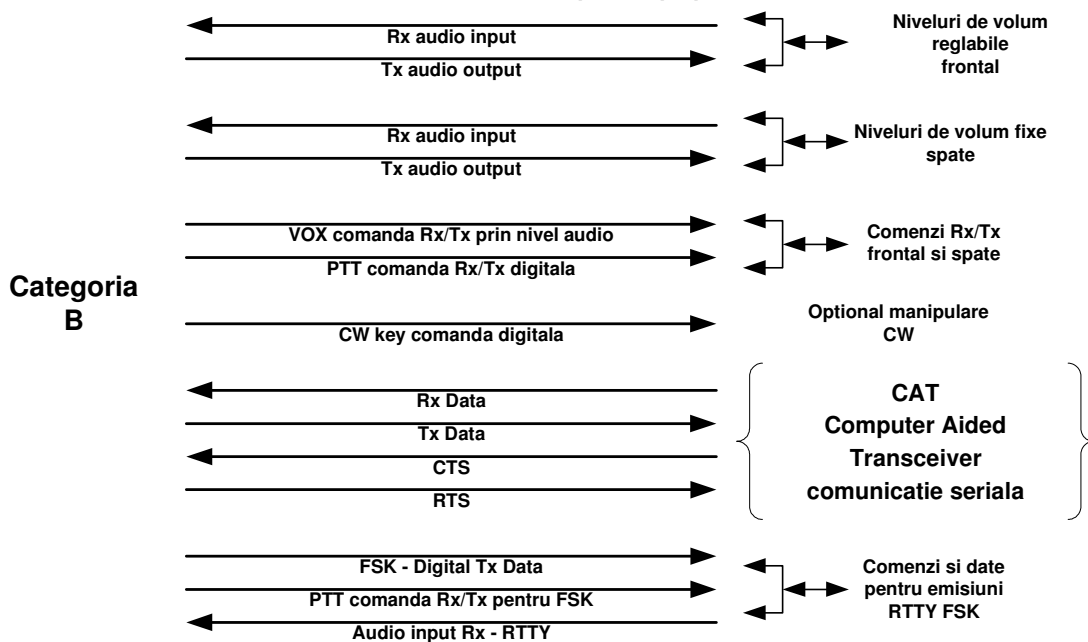 Rx audio input
Tx audio output
Niveluri de volum
reglabile
frontal
Rx audio input
Tx audio output
Niveluri de volum fixe
spate
VOX comanda Rx/Tx prin nivel audio
PTT comanda Rx/Tx digitala
Comenzi Rx/Tx
frontal si spate
Categoria
B
CW key comanda digitala
Optional manipulare
CW
Rx Data
Tx Data
CTS
RTS
CAT
Computer Aided
Transceiver
comunicatie seriala
FSK - Digital Tx Data
PTT comanda Rx/Tx pentru FSK
Audio input Rx - RTTY
Comenzi si date
pentru emisiuni
RTTY FSK